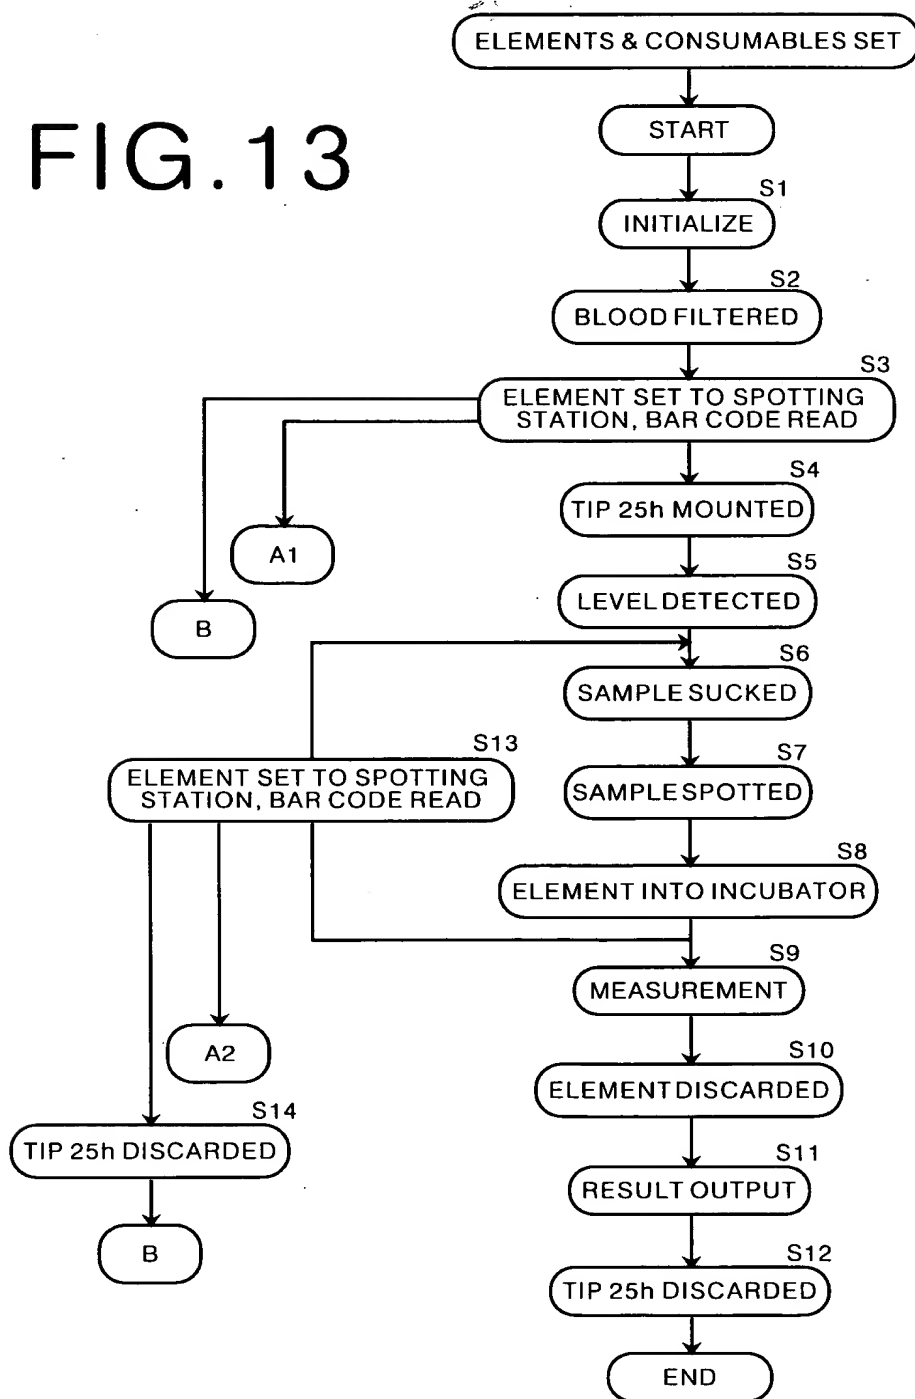 FIG.13
ELEMENTS & CONSUMABLES SET
START
S1
INITIALIZE
S2
BLOOD FILTERED
S3
ELEMENT SET TO SPOTTING
STATION, BAR CODE READ
S4
TIP 25h MOUNTED
A1
S5
LEVEL DETECTED
B
S6
SAMPLE SUCKED
S13
ELEMENT SET TO SPOTTING
STATION, BAR CODE READ
S7
SAMPLE SPOTTED
S8
ELEMENT INTO INCUBATOR
S9
MEASUREMENT
A2
S10
ELEMENT DISCARDED
S14
TIP 25h DISCARDED
S11
RESULT OUTPUT
B
S12
TIP 25h DISCARDED
END